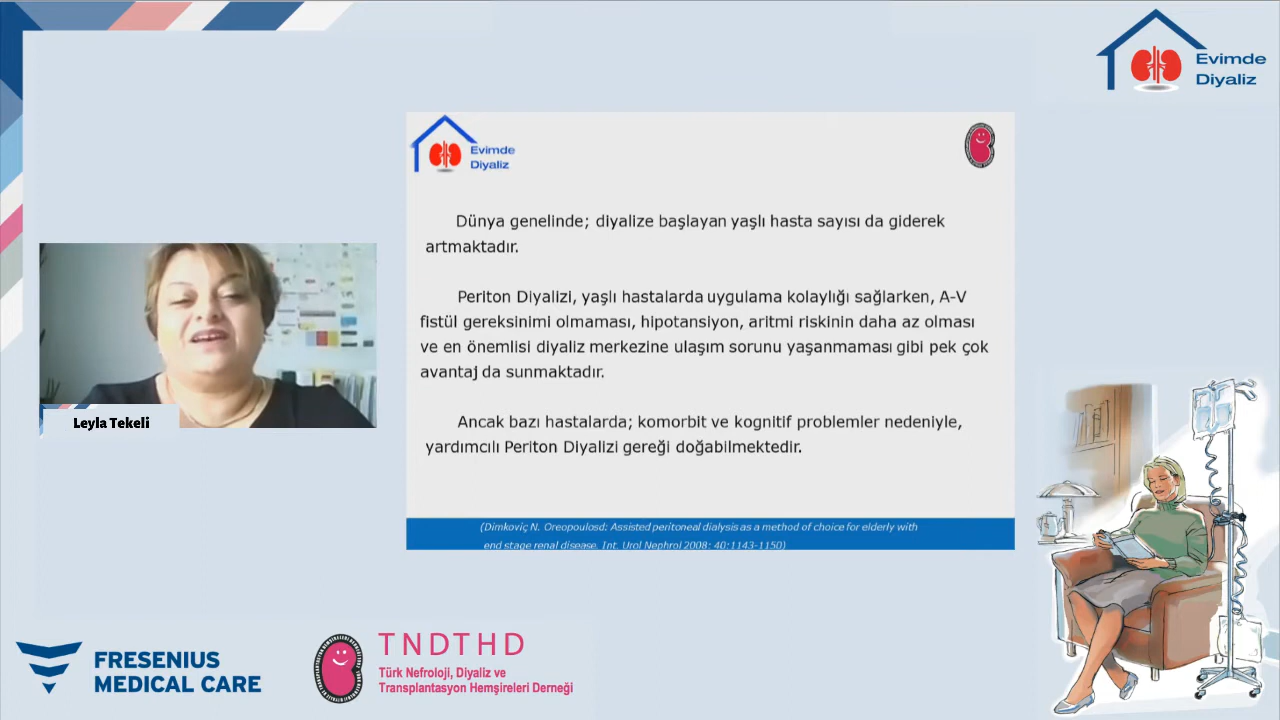 Evimde
Diyaliz
Evimde
Diyaliz
Dünya genelinde; diyalize başlayan yaşlı hasta sayısı da giderek
artmaktadır.
Periton Diyalizi, yaşlı hastalarda uygulama kolaylığı sağlarken, A-V
fistül gereksinimi olmaması, hipotansiyon, aritmi riskinin daha az olması
ve en önemlisi diyaliz merkezine ulaşım sorunu yaşanmaması gibi pek çok
avantaj da sunmaktadır.
Ancak bazı hastalarda; komorbit ve kognitif problemler nedeniyle,
yardımcılı Periton Diyalizi gereği doğabilmektedir.
(Dimkoviç N. Oreopoulosd: Assisted peritoneal dialysis as a method of choice for elderly with
end stage renal disease. Int. Urol Nephrol 2008: 40:1143-1150)
Leyla Tekeli
FRESENIUS
MEDICAL CARE
TNDTHD
Türk Nefroloji, Diyaliz ve
Transplantasyon Hemşireleri Derneği